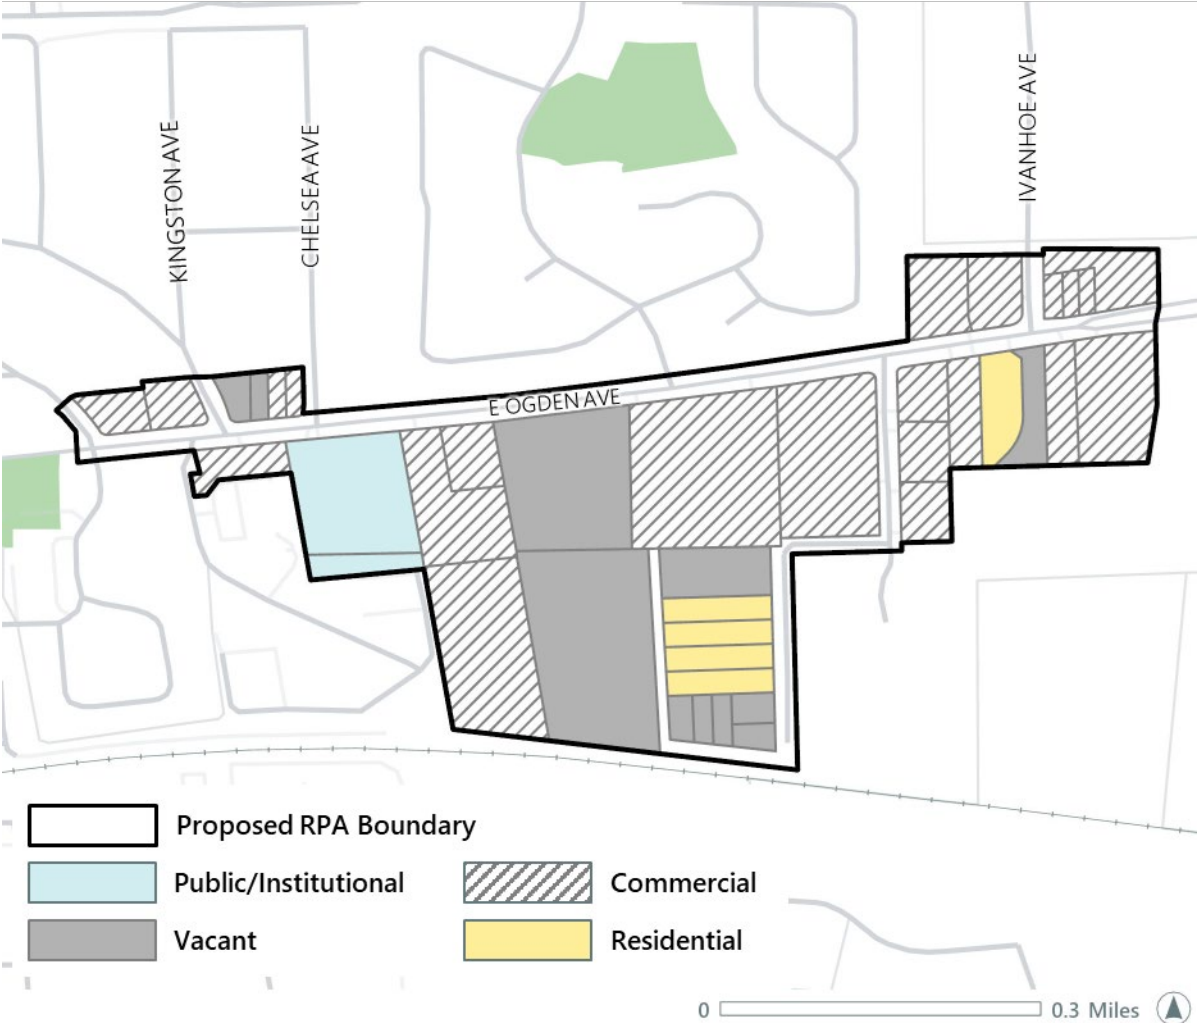 KINGSTON AVE
CHELSEA AVE
IVANHOE AVE
E OGDEN AVE
Proposed RPA Boundary
Public/Institutional
Commercial
Vacant
Residential
0 0.3 Miles